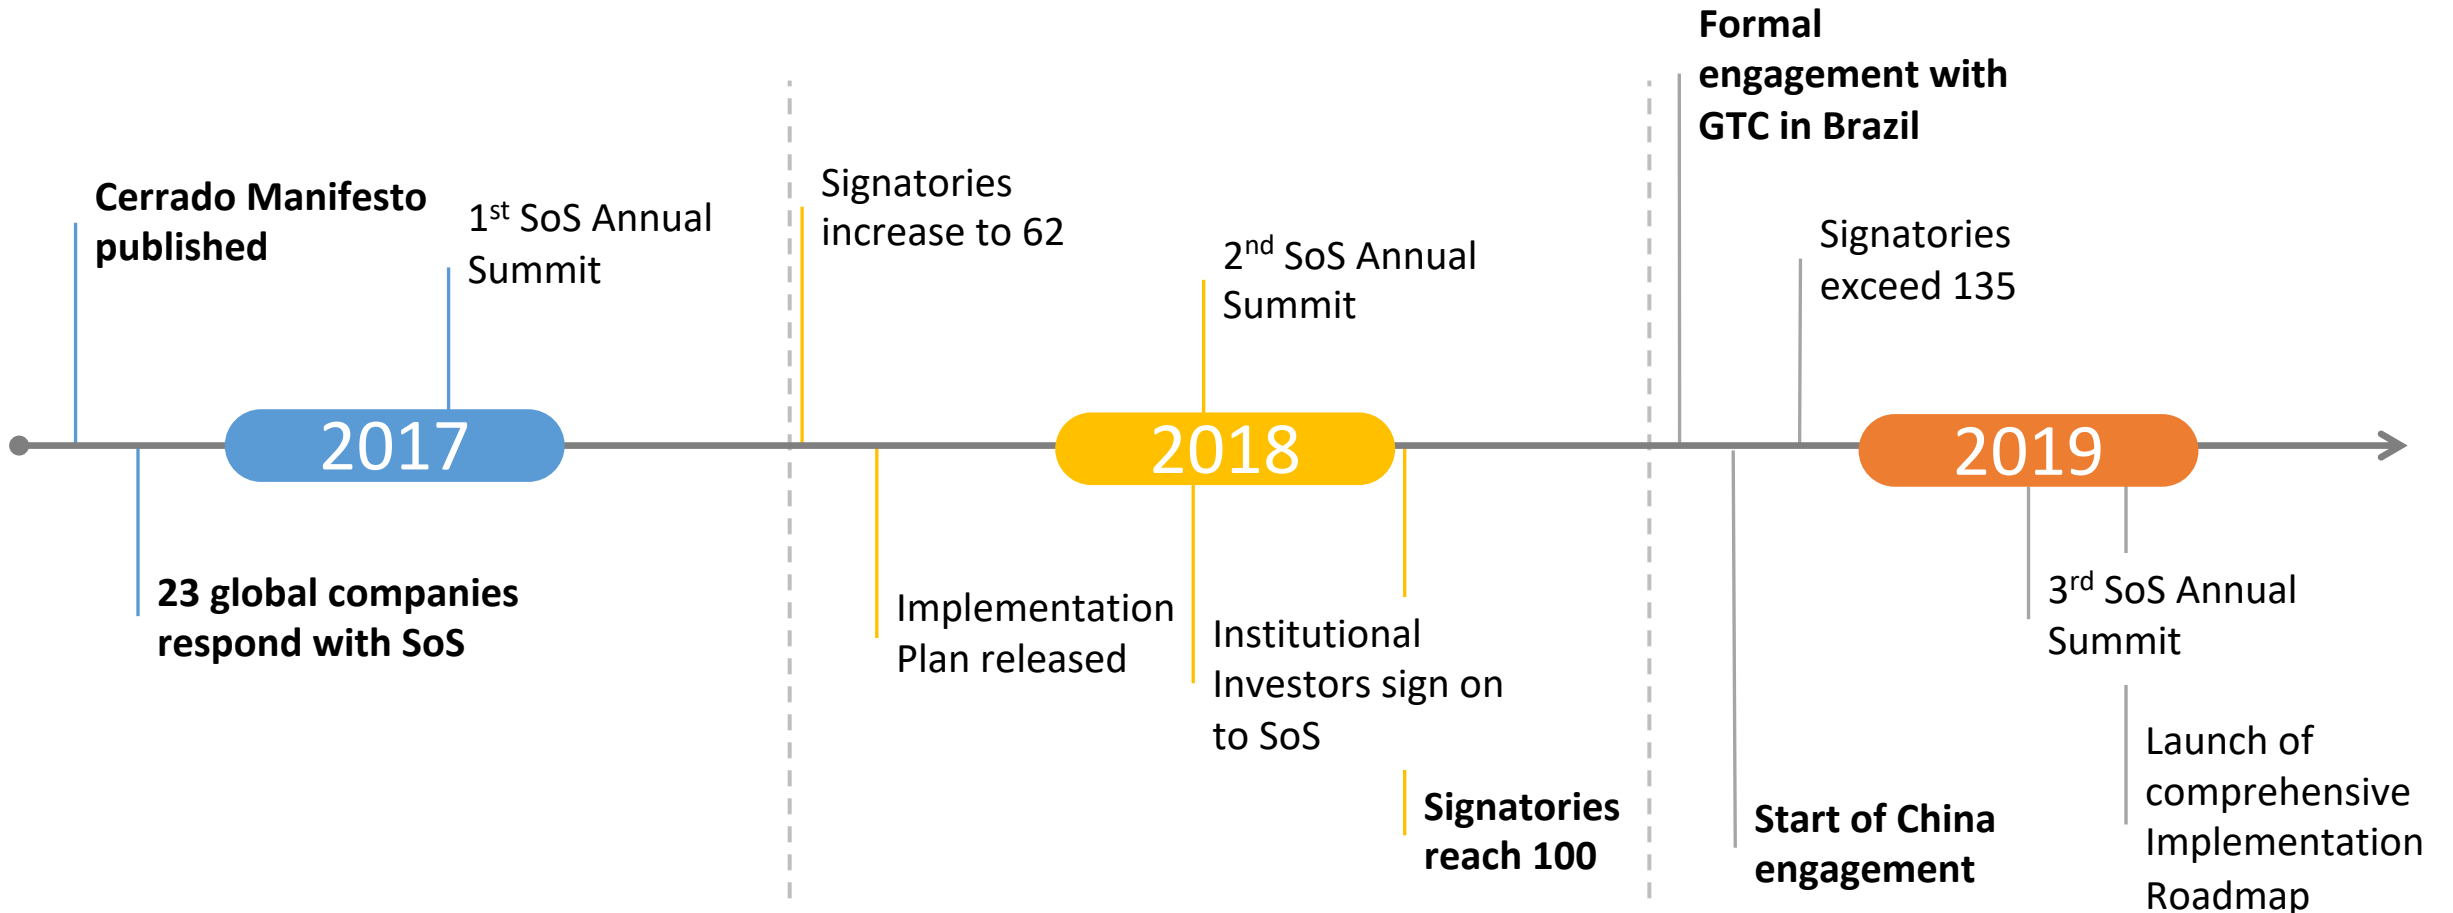 Formal
engagement with
GTC in Brazil
Cerrado Manifesto
published
1st SoS Annual
Summit
Signatories
increase to 62
2nd SoS Annual
Summit
Signatories
exceed 135
2017
2018
2019
23 global companies
respond with SoS
Implementation
Plan released
Institutional
Investors sign on
to SoS
Signatories
reach 100
3rd SoS Annual
Summit
Start of China
engagement
Launch of
comprehensive
Implementation
Roadmap